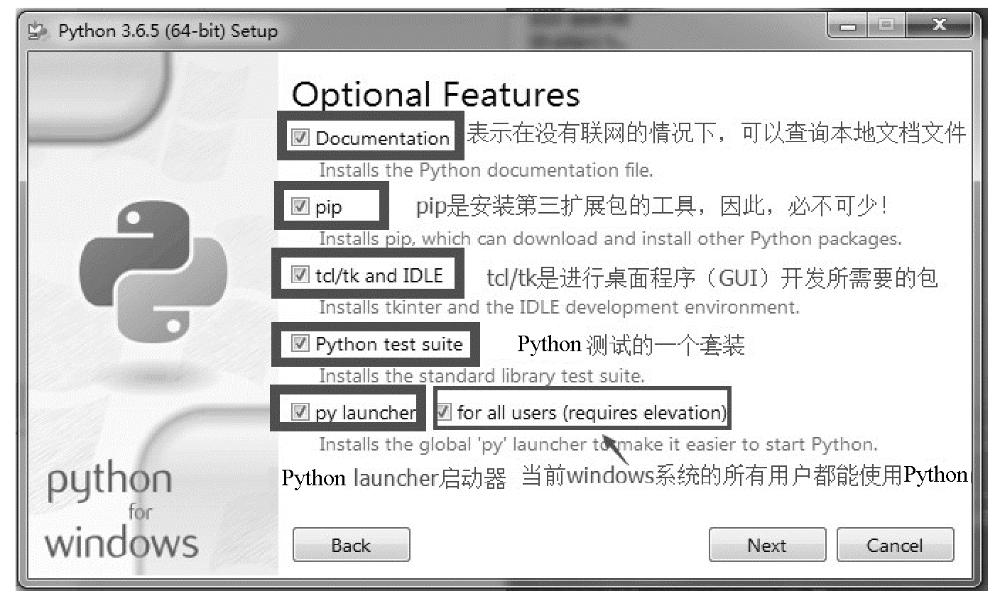 Python 3.6.5 (64-bit) Setup
Optional Features
Documentation 表示在没有联网的情况下，可以查询本地文档文件
Installs the Python documentation file.
pip pip是安装第三扩展包的工具，因此，必不可少！
Installs pip, which can download and install other Python packages.
tcl/tk and IDLE tcl/tk是进行桌面程序（GUI）开发所需要的包
Installs tkinter and the IDLE development environment.
Python test suite Python 测试的一个套装
Installs the standard library test suite.
py launcher for all users (requires elevation)
Installs the global 'py' launcher to make it easier to start Python.
Python launcher启动器 当前windows系统的所有用户都能使用Python
python
for
windows
Back Next Cancel